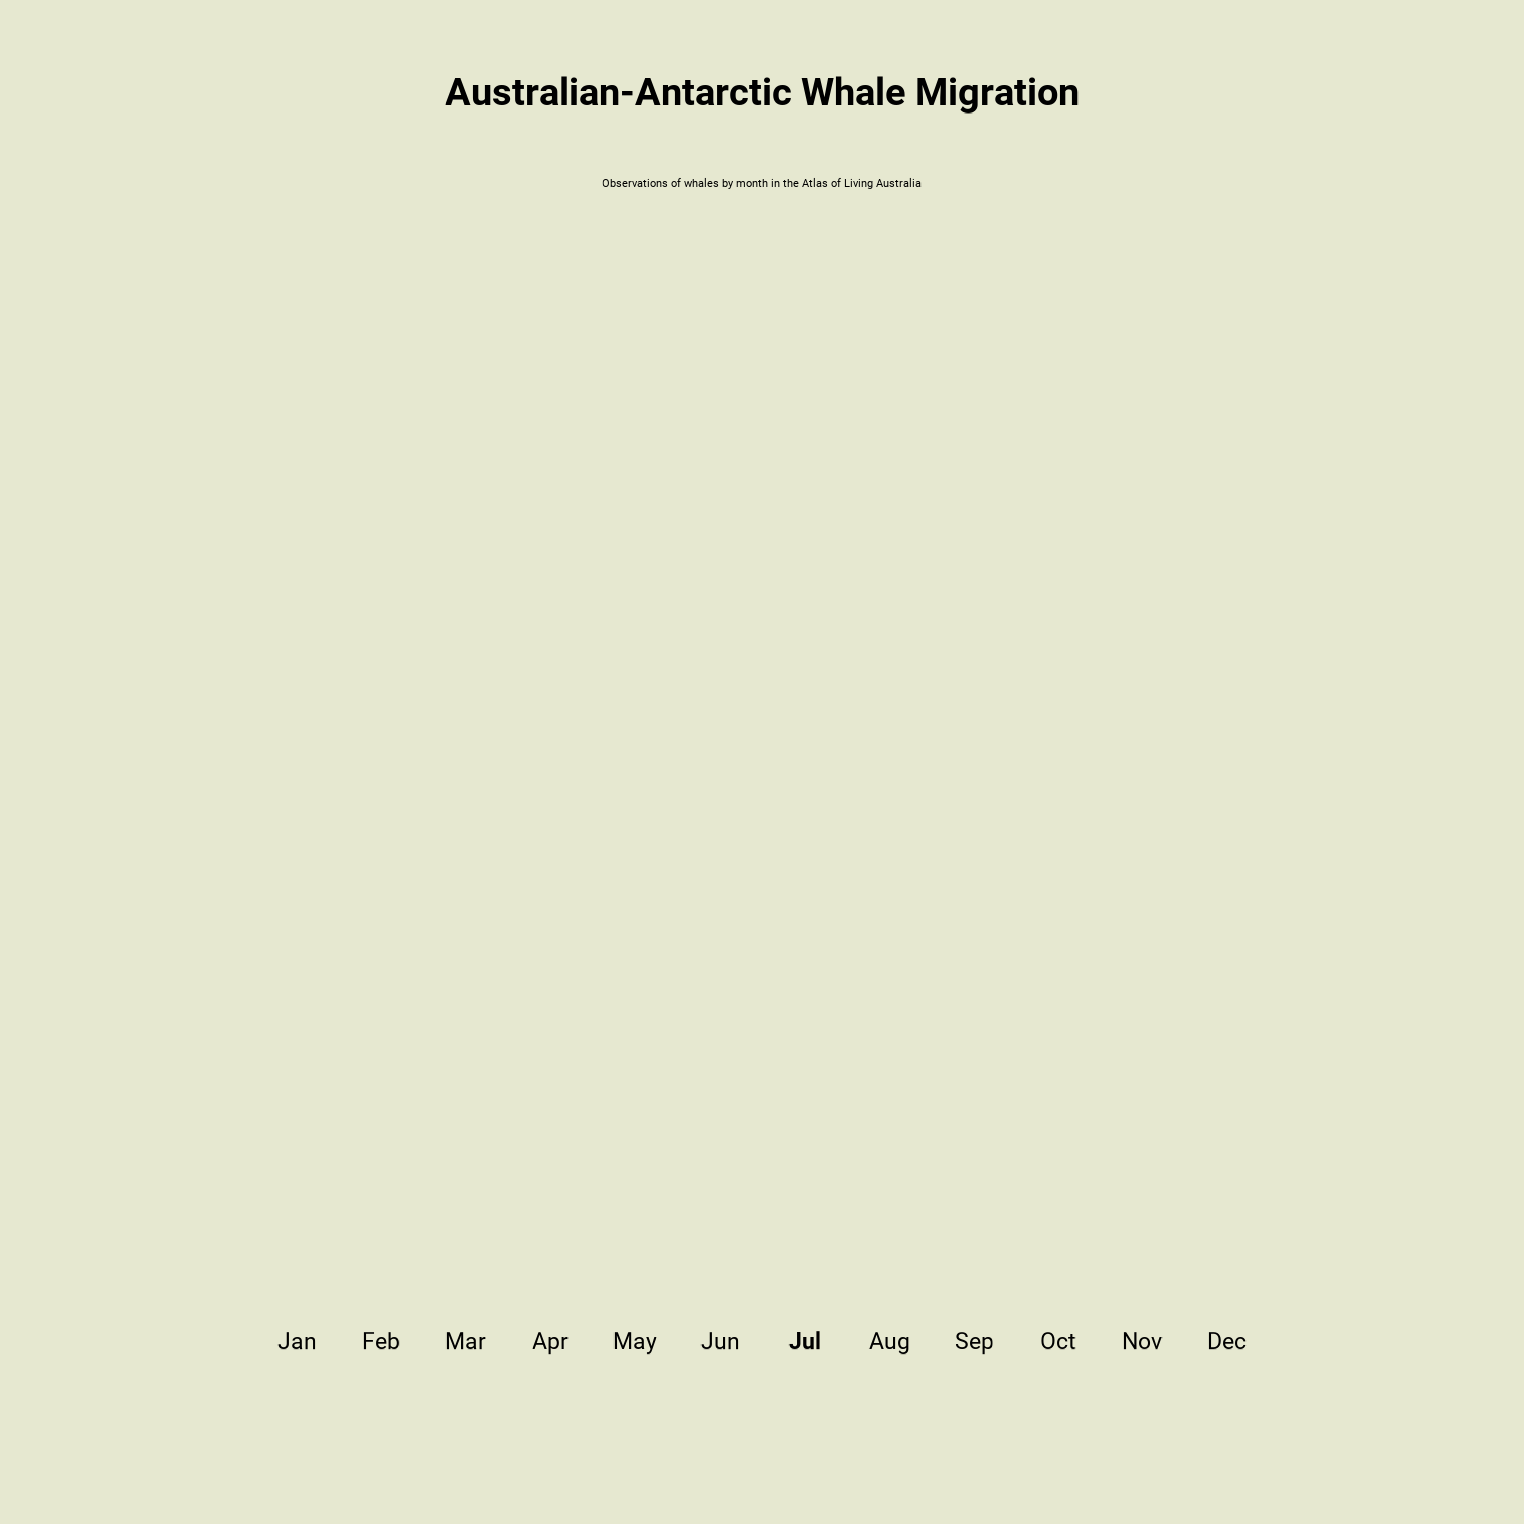 Australian-Antarctic Whale Migration
Observations of whales by month in the Atlas of Living Australia
Jan Feb Mar Apr May Jun Jul Aug Sep Oct Nov Dec